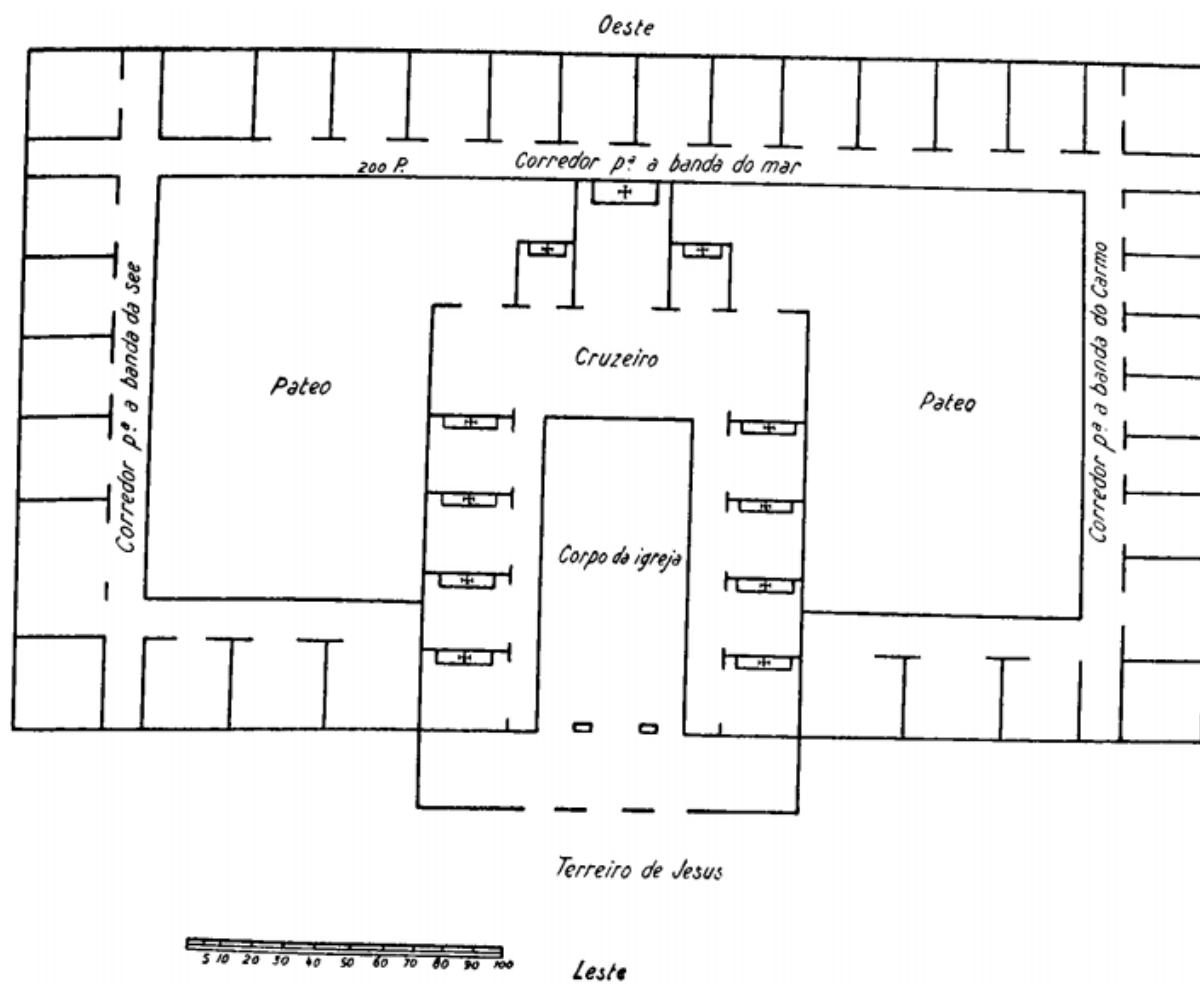 Oeste
200 P. Corredor pª. a banda do mar
Corredor pª. a banda da see
Corredor pª. a banda do Carmo
Cruzeiro
Pateo
Pateo
Corpo da igreja
Terreiro de Jesus
5 10 20 30 40 50 60 70 80 90 100
Leste